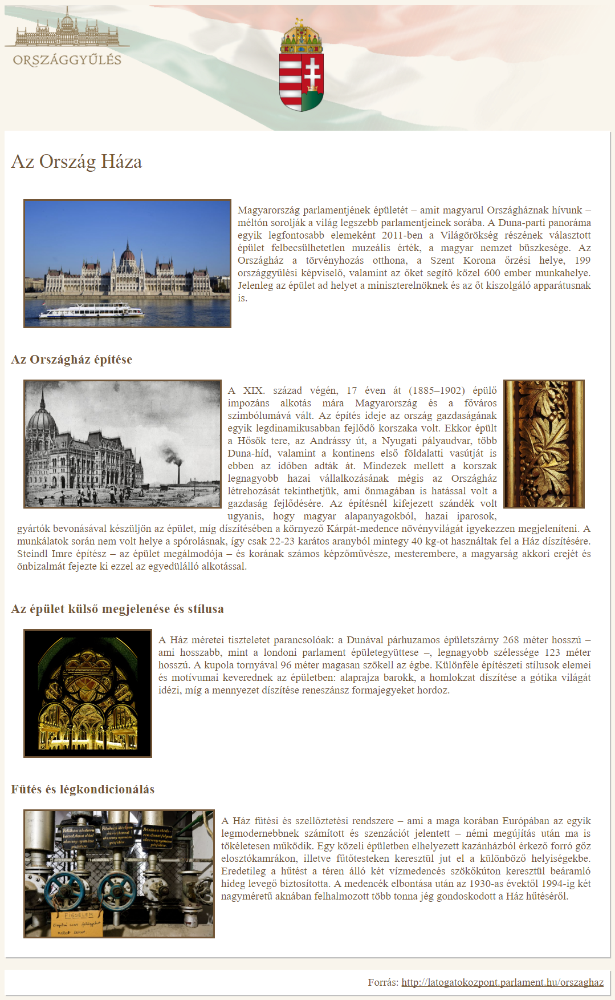 ORSZÁGGYŰLÉS
Az Ország Háza
Magyarország parlamentjének épületét – amit magyarul Országháznak hívunk –
méltón sorolják a világ legszebb parlamentjeinek sorába. A Duna-parti panoráma
egyik legfontosabb elemeként 2011-ben a Világörökség részének választott
épület felbecsülhetetlen muzeális érték, a magyar nemzet büszkesége. Az
Országház a törvényhozás otthona, a Szent Korona őrzési helye, 199
országgyűlési képviselő, valamint az őket segítő közel 600 ember munkahelye.
Jelenleg az épület ad helyet a miniszterelnöknek és az őt kiszolgáló apparátusnak
is.
Az Országház építése
A XIX. század végén, 17 éven át (1885–1902) épülő
impozáns alkotás mára Magyarország és a főváros
szimbólumává vált. Az építés ideje az ország gazdaságának
egyik legdinamikusabban fejlődő korszaka volt. Ekkor épült
a Hősök tere, az Andrássy út, a Nyugati pályaudvar, több
Duna-híd, valamint a kontinens első földalatti vasútját is
ebben az időben adták át. Mindezek mellett a korszak
legnagyobb hazai vállalkozásának mégis az Országház
létrehozását tekinthetjük, ami önmagában is hatással volt a
gazdaság fejlődésére. Az építésnél kifejezett szándék volt
ugyanis, hogy magyar alapanyagokból, hazai iparosok,
gyártók bevonásával készüljön az épület, míg díszítésében a környező Kárpát-medence növényvilágát igyekezzen megjeleníteni. A
munkálatok során nem volt helye a spórolásnak, így csak 22-23 karátos aranyból mintegy 40 kg-ot használtak fel a Ház díszítésére.
Steindl Imre építész – az épület megálmodója – és korának számos képzőművésze, mesterembere, a magyarság akkori erejét és
önbizalmát fejezte ki ezzel az egyedülálló alkotással.
Az épület külső megjelenése és stílusa
A Ház méretei tiszteletet parancsolóak: a Dunával párhuzamos épületszárny 268 méter hosszú –
ami hosszabb, mint a londoni parlament épületegyüttese –, legnagyobb szélessége 123 méter
hosszú. A kupola tornyával 96 méter magasan szökell az égbe. Különféle építészeti stílusok elemei
és motívumai keverednek az épületben: alaprajza barokk, a homlokzat díszítése a gótika világát
idézi, míg a mennyezet díszítése reneszánsz formajegyeket hordoz.
Fűtés és légkondicionálás
A Ház fűtési és szellőztetési rendszere – ami a maga korában Európában az egyik
legmodernebbnek számított és szenzációt jelentett – némi megújítás után ma is
tökéletesen működik. Egy közeli épületben elhelyezett kazánházból érkező forró gőz
elosztókamrákon, illetve fűtőtesteken keresztül jut el a különböző helyiségekbe.
Eredetileg a hűtést a téren álló két vízmedencés szökőkúton keresztül beáramló
hideg levegő biztosította. A medencék elbontása után az 1930-as évektől 1994-ig két
nagyméretű aknában felhalmozott több tonna jég gondoskodott a Ház hűtéséről.
FIGYELEM
Forrás: http://latogatokozpont.parlament.hu/orszaghaz